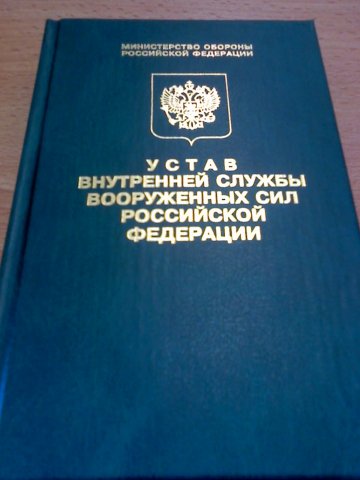 МИНИСТЕРСТВО ОБОРОНЫ
РОССИЙСКОЙ ФЕДЕРАЦИИ
УСТАВ
ВНУТРЕННЕЙ СЛУЖБЫ
ВООРУЖЕННЫХ СИЛ
РОССИЙСКОЙ
ФЕДЕРАЦИИ